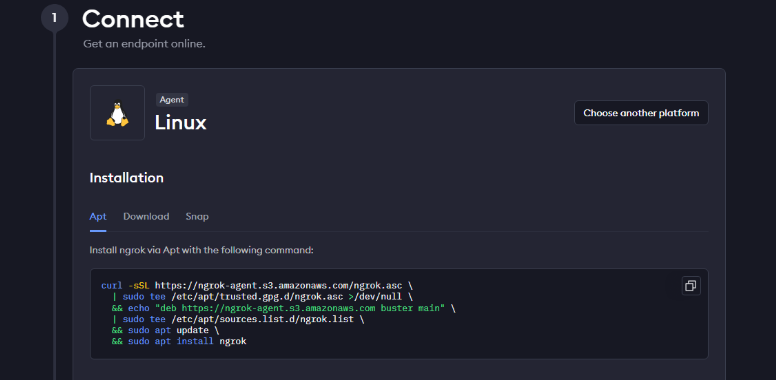 1
Connect
Get an endpoint online.
Agent
Linux
Choose another platform
Installation
Apt Download Snap
Install ngrok via Apt with the following command:
curl -sSL https://ngrok-agent.s3.amazonaws.com/ngrok.asc \
  | sudo tee /etc/apt/trusted.gpg.d/ngrok.asc >/dev/null \
  && echo "deb https://ngrok-agent.s3.amazonaws.com buster main" \
  | sudo tee /etc/apt/sources.list.d/ngrok.list \
  && sudo apt update \
  && sudo apt install ngrok